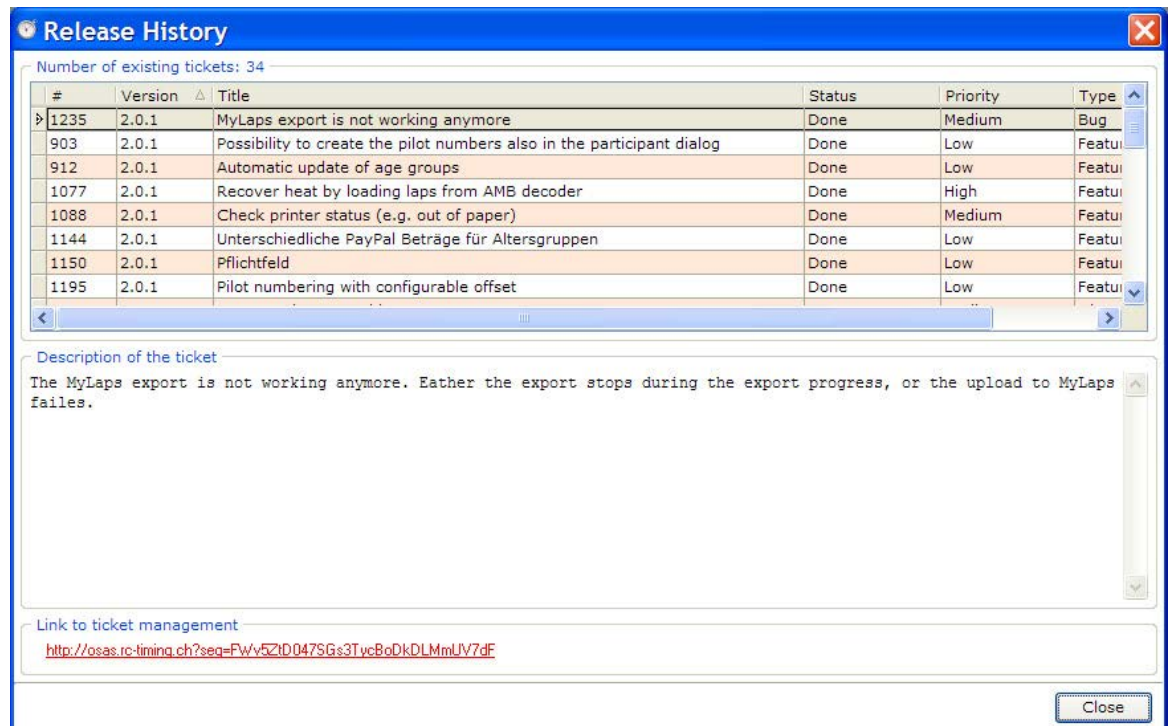 Release History
Number of existing tickets: 34
# Version Title Status Priority Type
1235 2.0.1 MyLaps export is not working anymore Done Medium Bug
903 2.0.1 Possibility to create the pilot numbers also in the participant dialog Done Low Featu
912 2.0.1 Automatic update of age groups Done Low Featu
1077 2.0.1 Recover heat by loading laps from AMB decoder Done High Featu
1088 2.0.1 Check printer status (e.g. out of paper) Done Medium Featu
1144 2.0.1 Unterschiedliche PayPal Beträge für Altersgruppen Done Low Featu
1150 2.0.1 Pflichtfeld Done Low Featu
1195 2.0.1 Pilot numbering with configurable offset Done Low Featu
Description of the ticket
The MyLaps export is not working anymore. Eather the export stops during the export progress, or the upload to MyLaps
failes.
Link to ticket management
http://osas.rc-timing.ch?seq=FWv5ZtD047SGs3TycBoDkDLMmUV7dF
Close